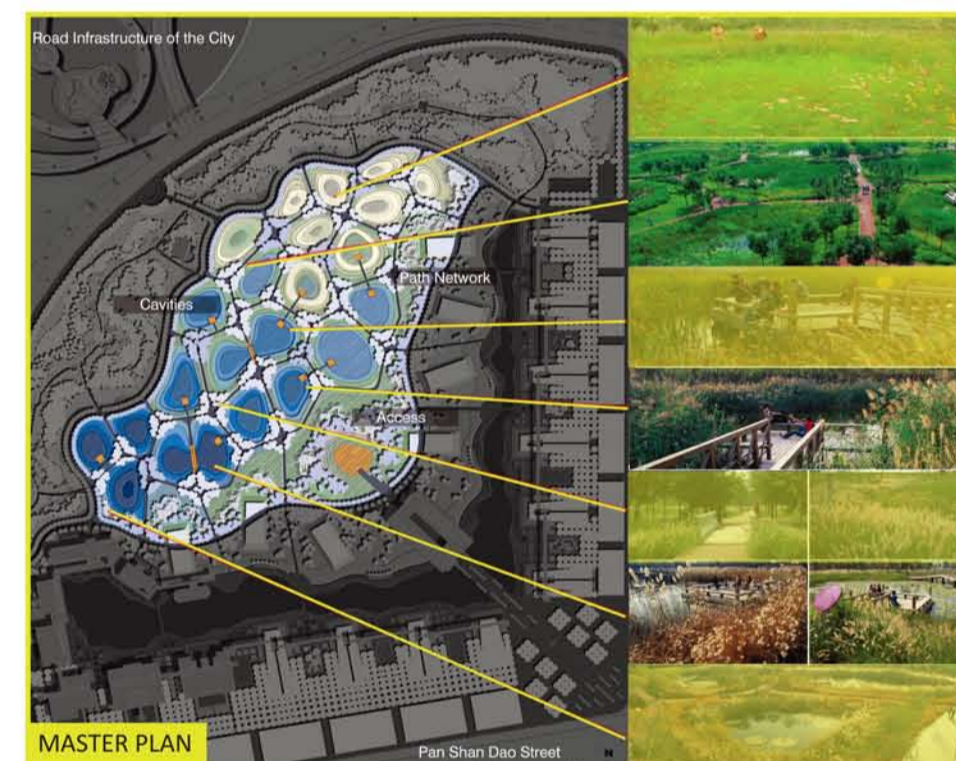 Road Infrastructure of the City
Path Network
Cavities
Access
MASTER PLAN
Pan Shan Dao Street
N